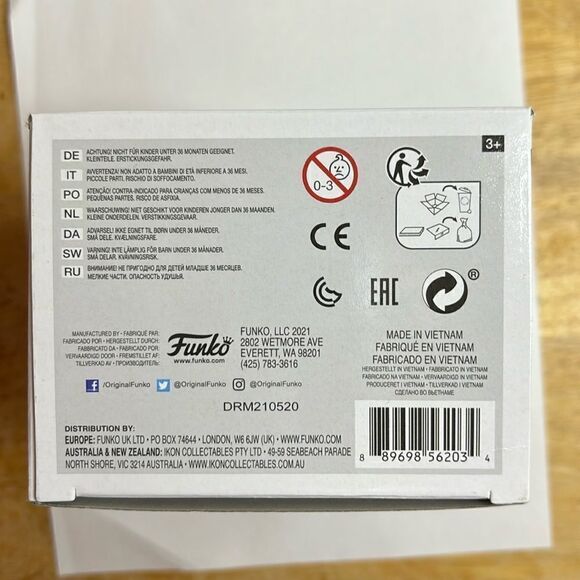 DE ACHTUNG! NICHT FÜR KINDER UNTER 36 MONATEN GEEIGNET.
KLEINTEILE. ERSTICKUNGSGEFAHR.
IT AVVERTENZA! NON ADATTO A BAMBINI DI ETÀ INFERIORE A 36 MESI.
PICCOLE PARTI. RISCHIO DI SOFFOCAMENTO.
PO ATENÇÃO! CONTRA-INDICADO PARA CRIANÇAS COM MENOS DE 36 MESES.
PEQUENAS PARTES. RISCO DE ASFIXIA.
NL WAARSCHUWING! NIET GESCHIKT VOOR KINDEREN JONGER DAN 36 MAANDEN.
KLEINE ONDERDELEN. VERSTIKKINGSGEVAAR.
DA ADVARSEL! IKKE EGNET TIL BØRN UNDER 36 MÅNEDER.
SMÅ DELE. KVÆLNINGSFARE.
SW VARNING! INTE LÄMPLIG FÖR BARN UNDER 36 MÅNADER.
SMÅ DELAR. KVÄVNINGSRISK.
RU ВНИМАНИЕ! НЕ ПРИГОДНО ДЛЯ ДЕТЕЙ МЛАДШЕ 36 МЕСЯЦЕВ.
МЕЛКИЕ ЧАСТИ. ОПАСНОСТЬ УДУШЬЯ.
0-3
3+
CE
EAC
®
MANUFACTURED BY • FABRIQUÉ PAR:
FABRICADO POR • HERGESTELLT DURCH:
FABBRICATO DA • FABRICADO POR:
VERVAARDIGD DOOR • FREMSTILLET AF:
TILLVERKAD AV • ПРОИЗВОДИТЕЛЬ:
Funko
FUNKO, LLC 2021
2802 WETMORE AVE
EVERETT, WA 98201
(425) 783-3616
MADE IN VIETNAM
FABRIQUÉ EN VIETNAM
FABRICADO EN VIETNAM
HERGESTELLT IN VIETNAM • FABBRICATO IN VIETNAM
FABRICADO NA VIETNAM • VERVAARDIGD IN VIETNAM
PRODUCERET I VIETNAM • TILLVERKAD I VIETNAM
СДЕЛАНО ВО ВЬЕТНАМЕ
/OriginalFunko @OriginalFunko @OriginalFunko
DRM210520
DISTRIBUTION BY:
EUROPE: FUNKO UK LTD • PO BOX 74644 • LONDON, W6 6JW (UK) • WWW.FUNKO.COM
AUSTRALIA & NEW ZEALAND: IKON COLLECTABLES PTY LTD • 49-59 SEABEACH PARADE
NORTH SHORE, VIC 3214 AUSTRALIA • WWW.IKONCOLLECTABLES.COM.AU
8 89698 56203 4